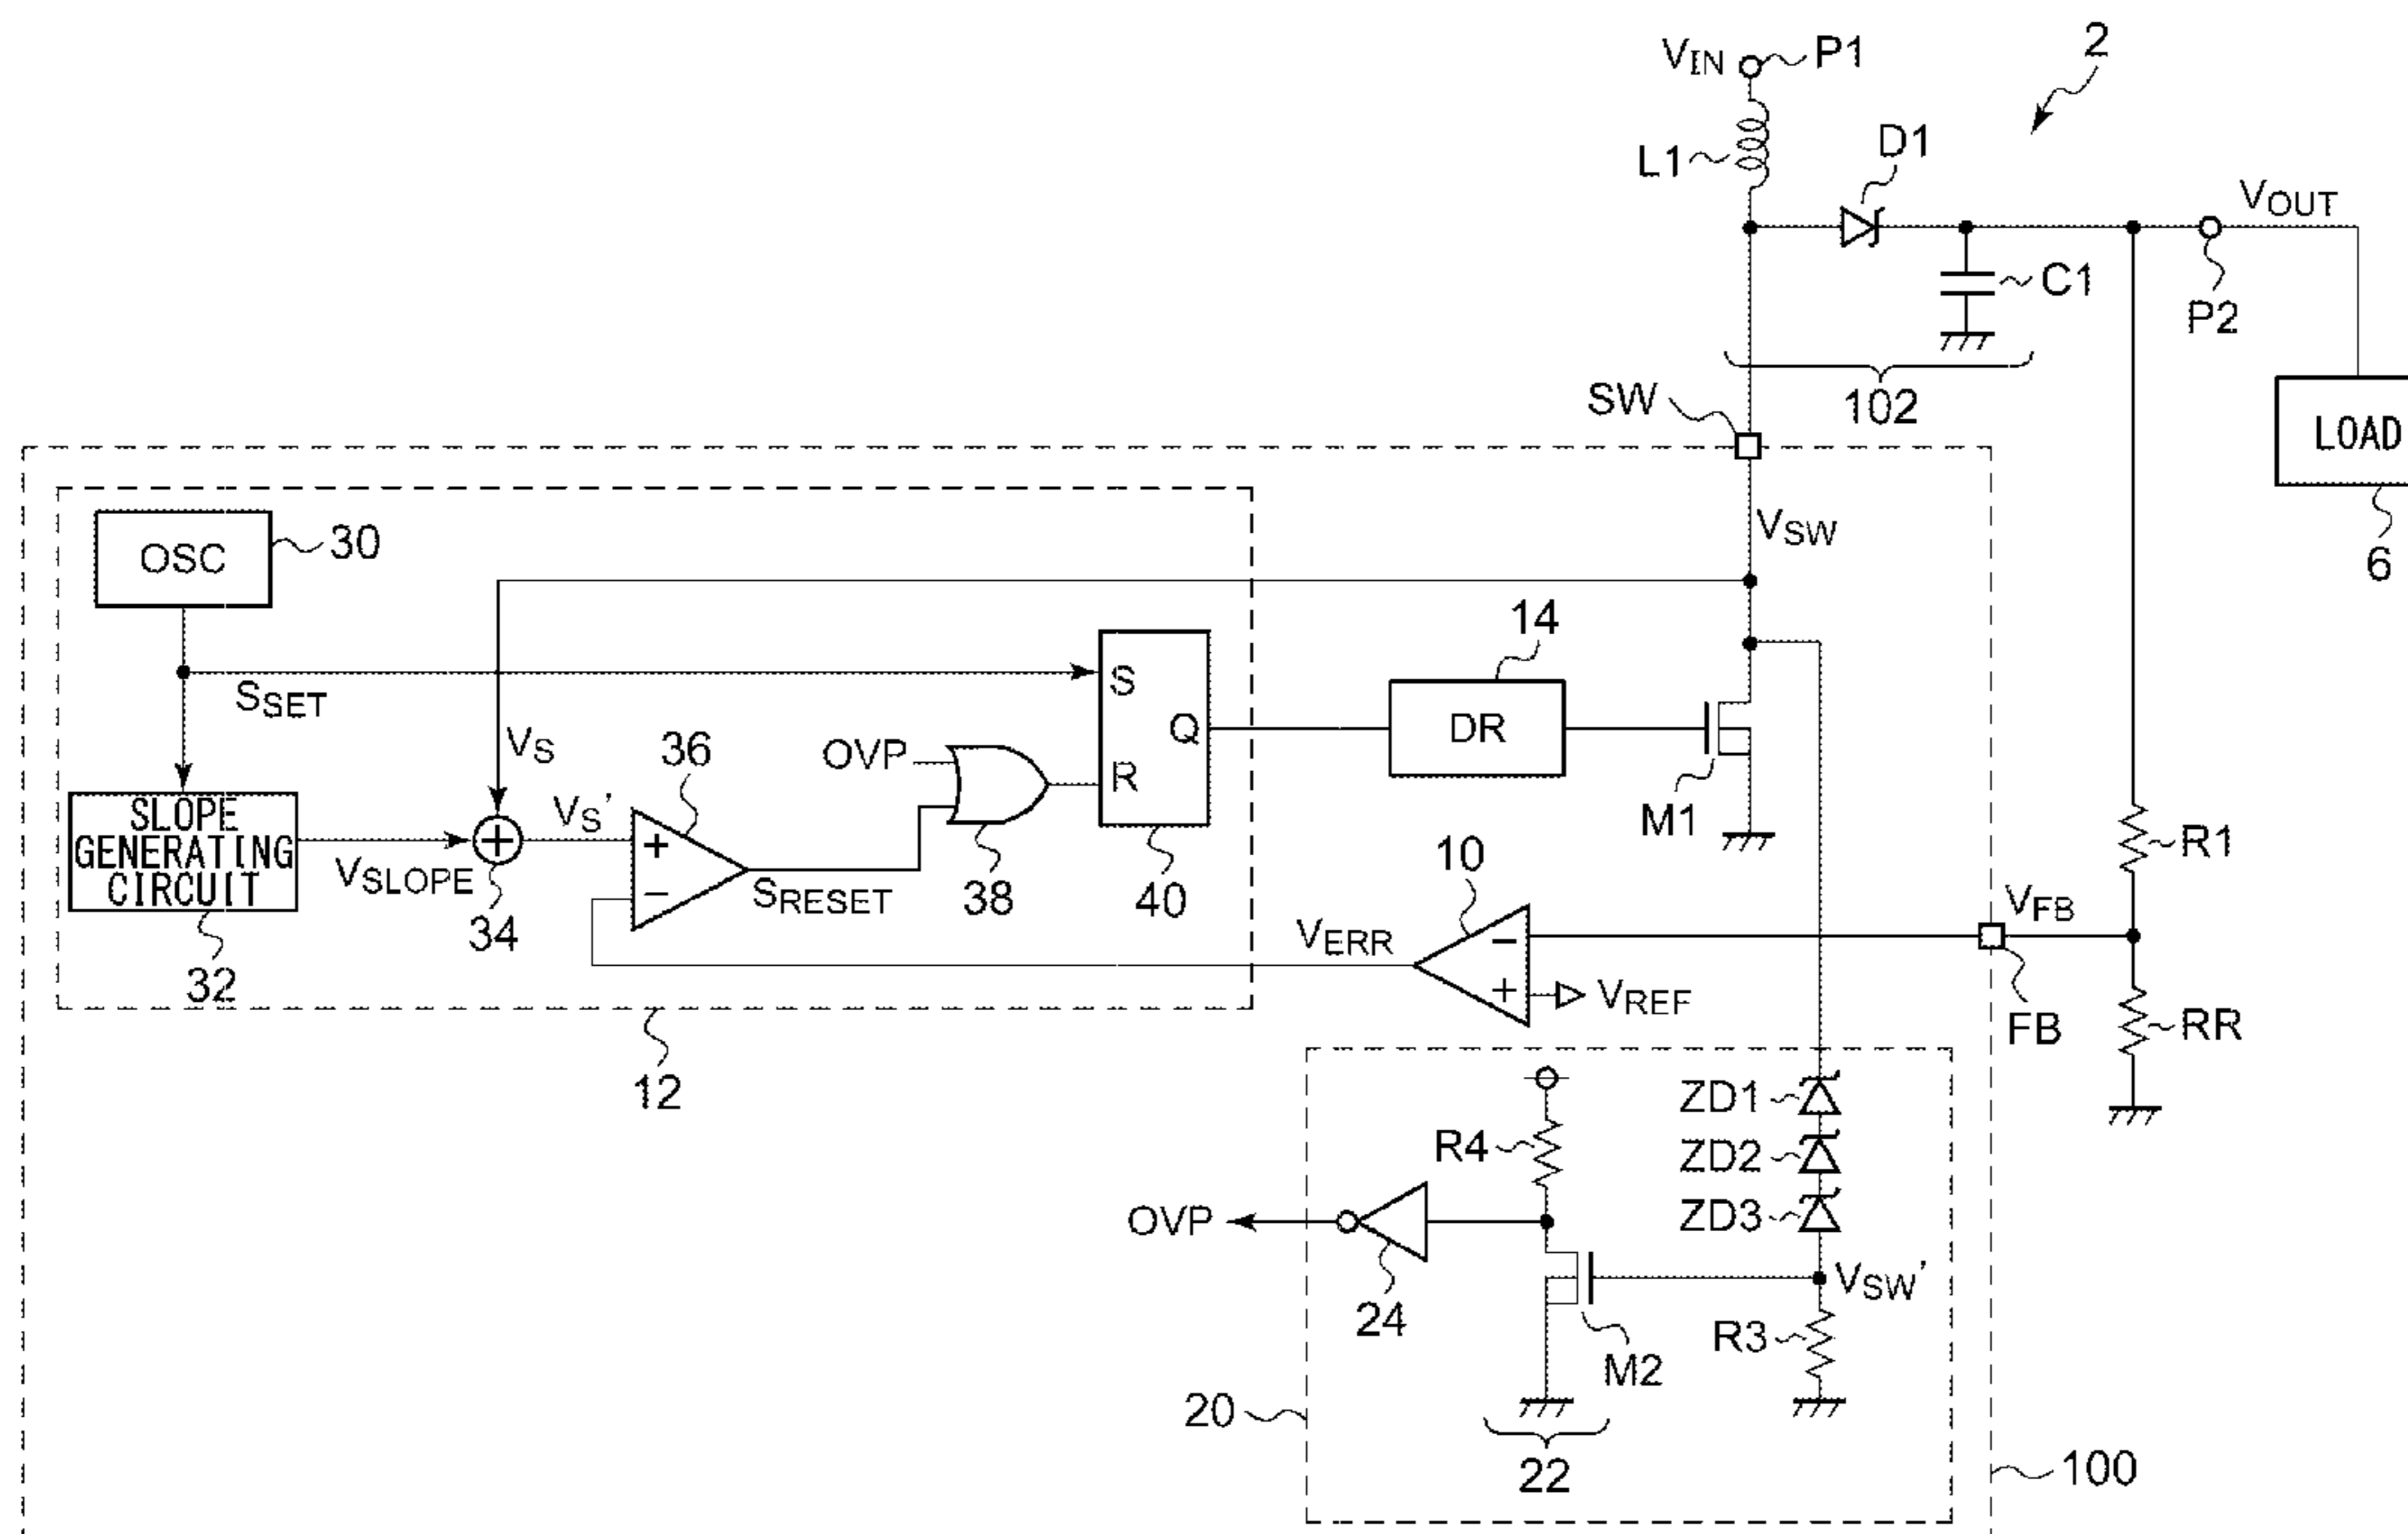 2
VIN
P1
L1
D1
VOUT
C1
P2
102
SW
LOAD
6
OSC
30
VSW
14
SSET
S
VS
36
OVP
Q
DR
R
M1
SLOPE
GENERATING
CIRCUIT
VSLOPE
VS'
+
+
−
34
SRESET
38
40
10
R1
VFB
32
VERR
−
+
VREF
FB
RR
12
ZD1
R4
ZD2
OVP
ZD3
VSW'
24
R3
M2
20
22
100